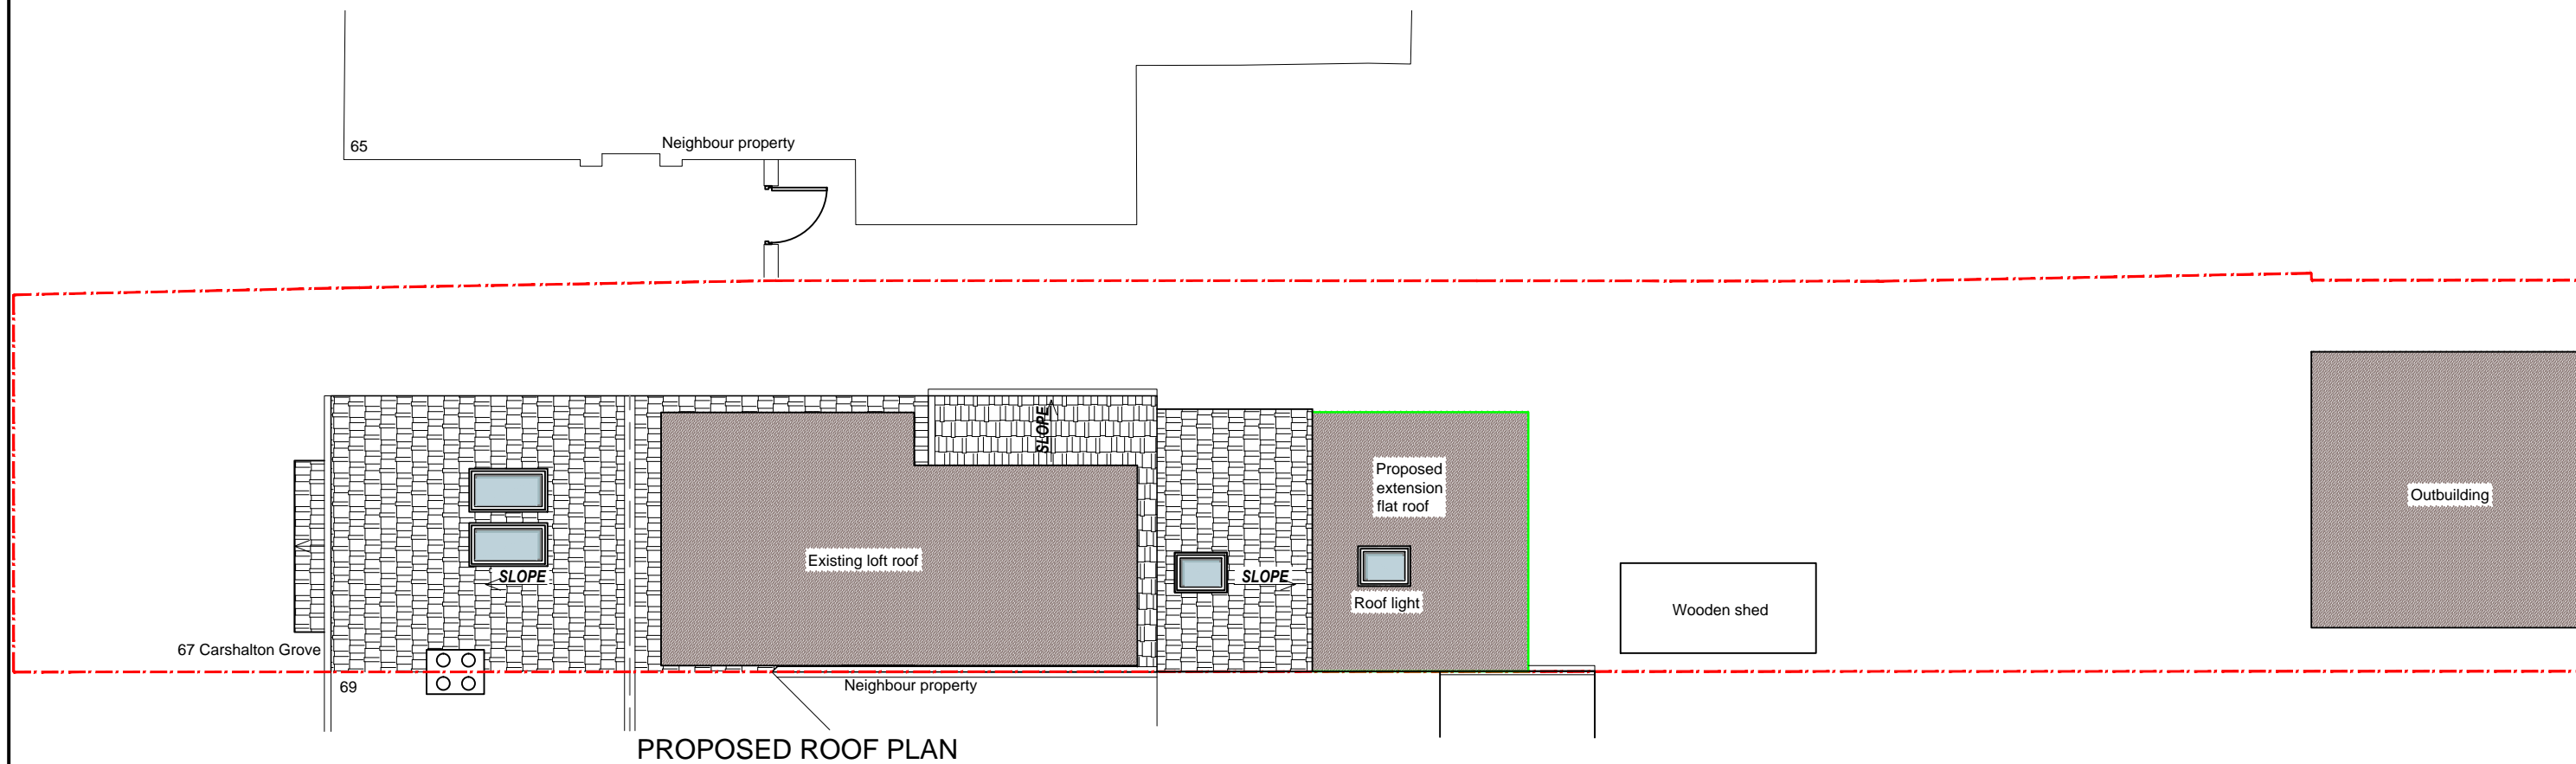 65
Neighbour property
SLOPE
Proposed
extension
flat roof
Outbuilding
Existing loft roof
SLOPE
SLOPE
Roof light
Wooden shed
67 Carshalton Grove
69
Neighbour property
PROPOSED ROOF PLAN